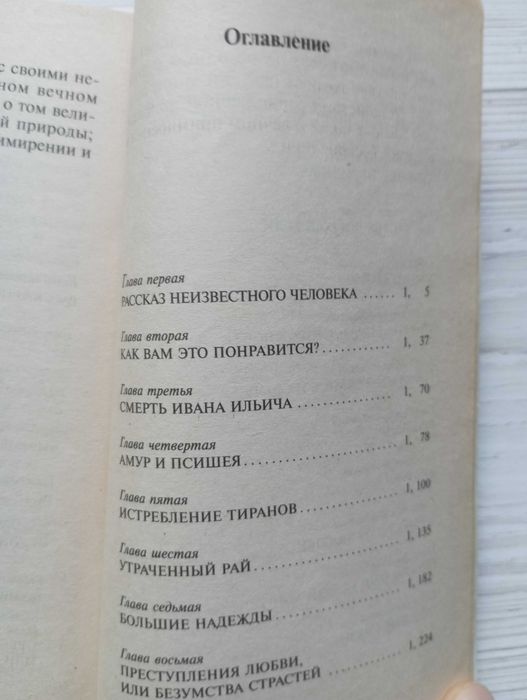 с своими не-
ном вечном
о том вели-
й природы;
имирении и
Оглавление
Глава первая
РАССКАЗ НЕИЗВЕСТНОГО ЧЕЛОВЕКА ...... 1, 5
Глава вторая
КАК ВАМ ЭТО ПОНРАВИТСЯ? ............ 1, 37
Глава третья
СМЕРТЬ ИВАНА ИЛЬИЧА ................ 1, 70
Глава четвертая
АМУР И ПСИШЕЯ ...................... 1, 78
Глава пятая
ИСТРЕБЛЕНИЕ ТИРАНОВ ................ 1, 100
Глава шестая
УТРАЧЕННЫЙ РАЙ ..................... 1, 135
Глава седьмая
БОЛЬШИЕ НАДЕЖДЫ .................... 1, 182
Глава восьмая
ПРЕСТУПЛЕНИЯ ЛЮБВИ,
ИЛИ БЕЗУМСТВА СТРАСТЕЙ ............. 1, 224